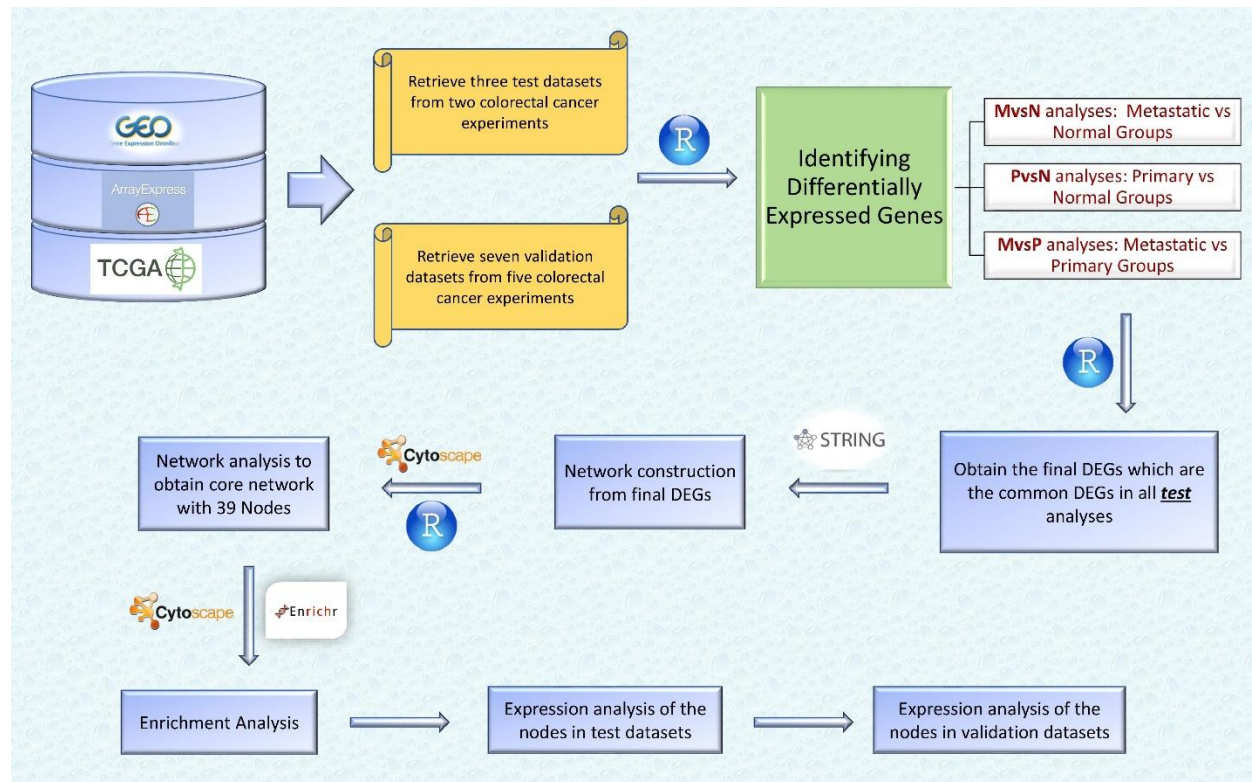 GEO
Gene Expression Omnibus
ArrayExpress
TCGA
Retrieve three test datasets
from two colorectal cancer
experiments
Retrieve seven validation
datasets from five colorectal
cancer experiments
R
Identifying
Differentially
Expressed Genes
MvsN analyses: Metastatic vs
Normal Groups
PvsN analyses: Primary vs
Normal Groups
MvsP analyses: Metastatic vs
Primary Groups
R
Obtain the final DEGs which are
the common DEGs in all test
analyses
STRING
Network construction
from final DEGs
Cytoscape
R
Network analysis to
obtain core network
with 39 Nodes
Cytoscape
Enrichr
Enrichment Analysis
Expression analysis of the
nodes in test datasets
Expression analysis of the
nodes in validation datasets